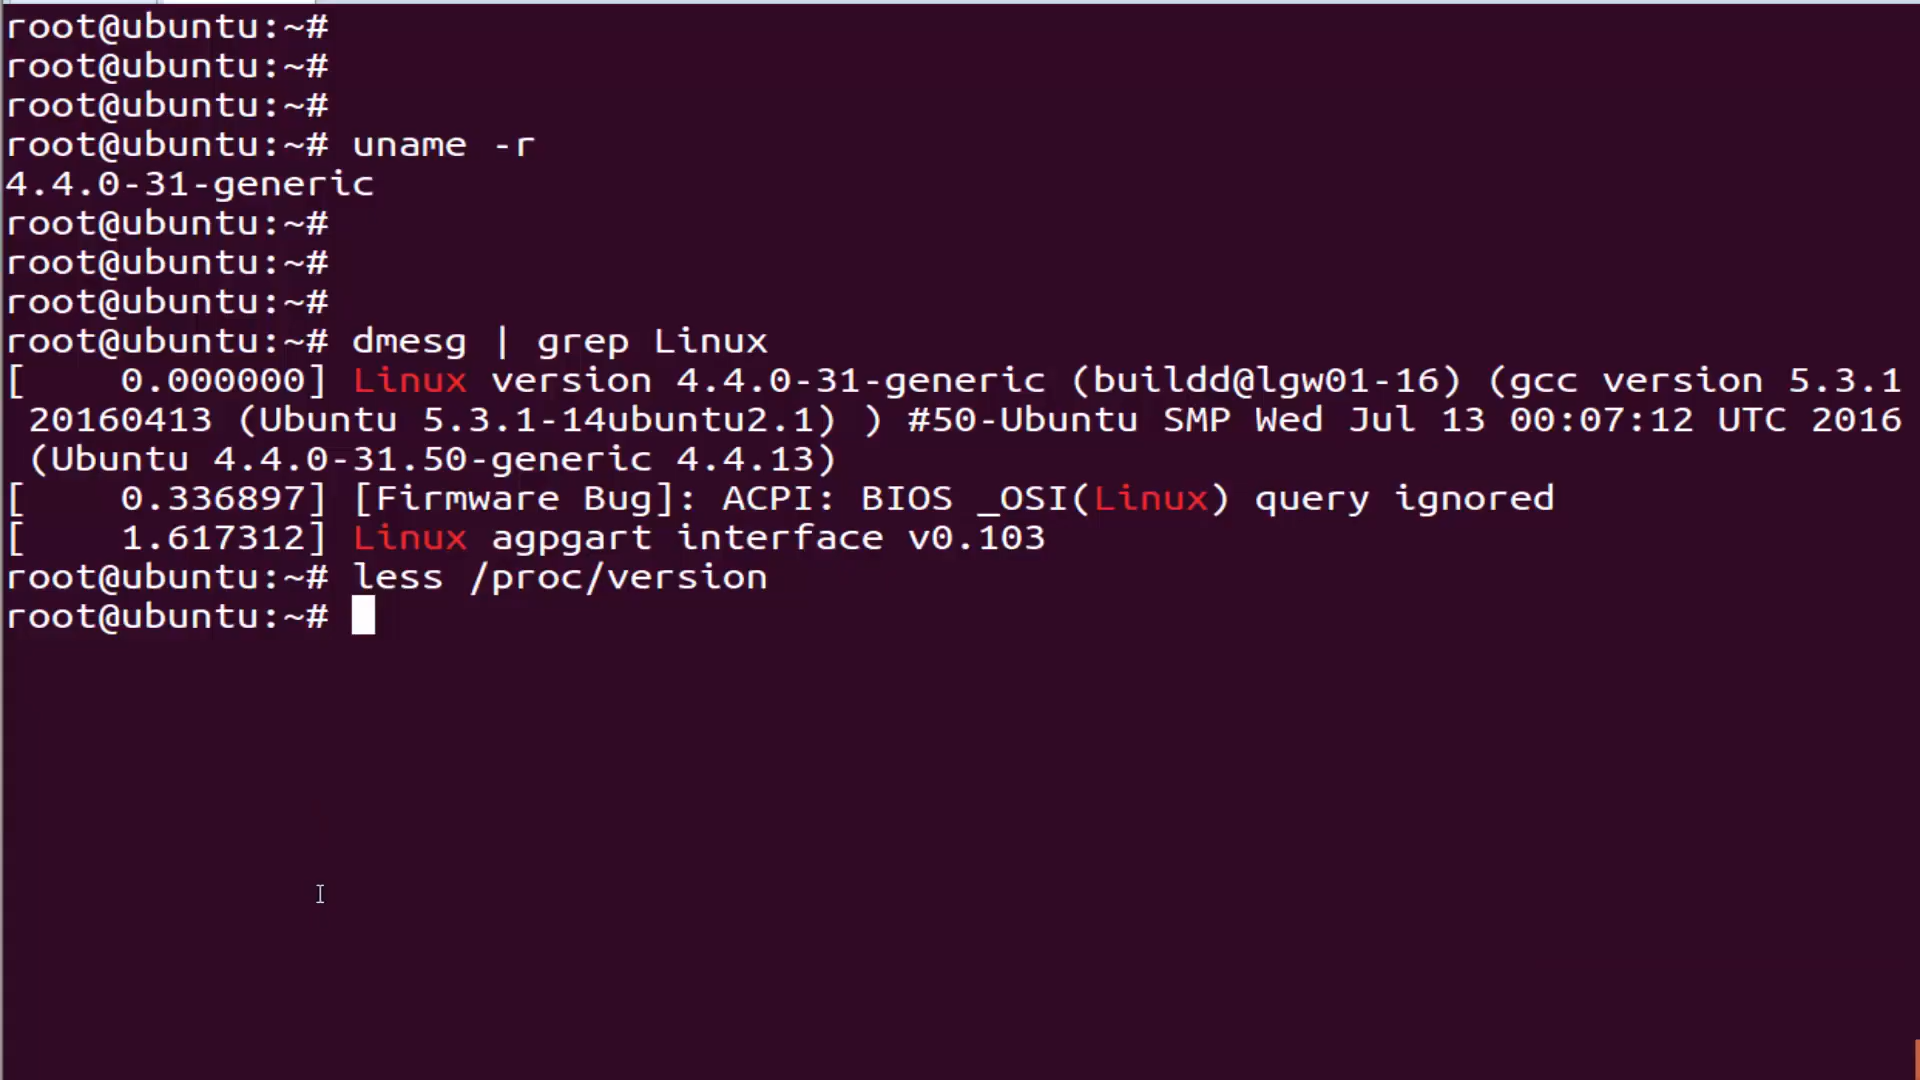 root@ubuntu:~#
root@ubuntu:~#
root@ubuntu:~#
root@ubuntu:~# uname -r
4.4.0-31-generic
root@ubuntu:~#
root@ubuntu:~#
root@ubuntu:~#
root@ubuntu:~# dmesg | grep Linux
[    0.000000] Linux version 4.4.0-31-generic (buildd@lgw01-16) (gcc version 5.3.1
 20160413 (Ubuntu 5.3.1-14ubuntu2.1) ) #50-Ubuntu SMP Wed Jul 13 00:07:12 UTC 2016
 (Ubuntu 4.4.0-31.50-generic 4.4.13)
[    0.336897] [Firmware Bug]: ACPI: BIOS _OSI(Linux) query ignored
[    1.617312] Linux agpgart interface v0.103
root@ubuntu:~# less /proc/version
root@ubuntu:~#